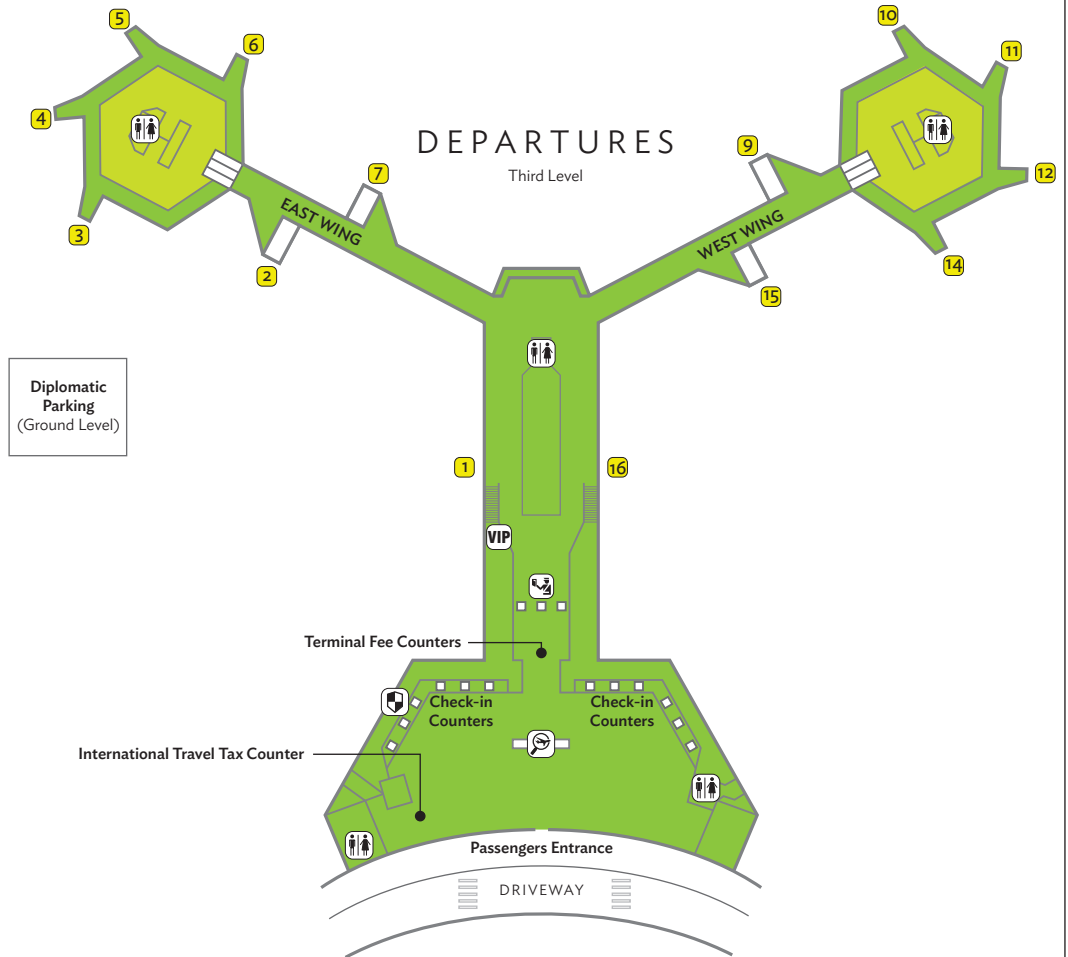 5
6
4
3
7
2
EAST WING
DEPARTURES
Third Level
10
11
9
12
WEST WING
14
15
Diplomatic
Parking
(Ground Level)
1
16
VIP
Terminal Fee Counters
Check-in
Counters
Check-in
Counters
International Travel Tax Counter
Passengers Entrance
DRIVEWAY